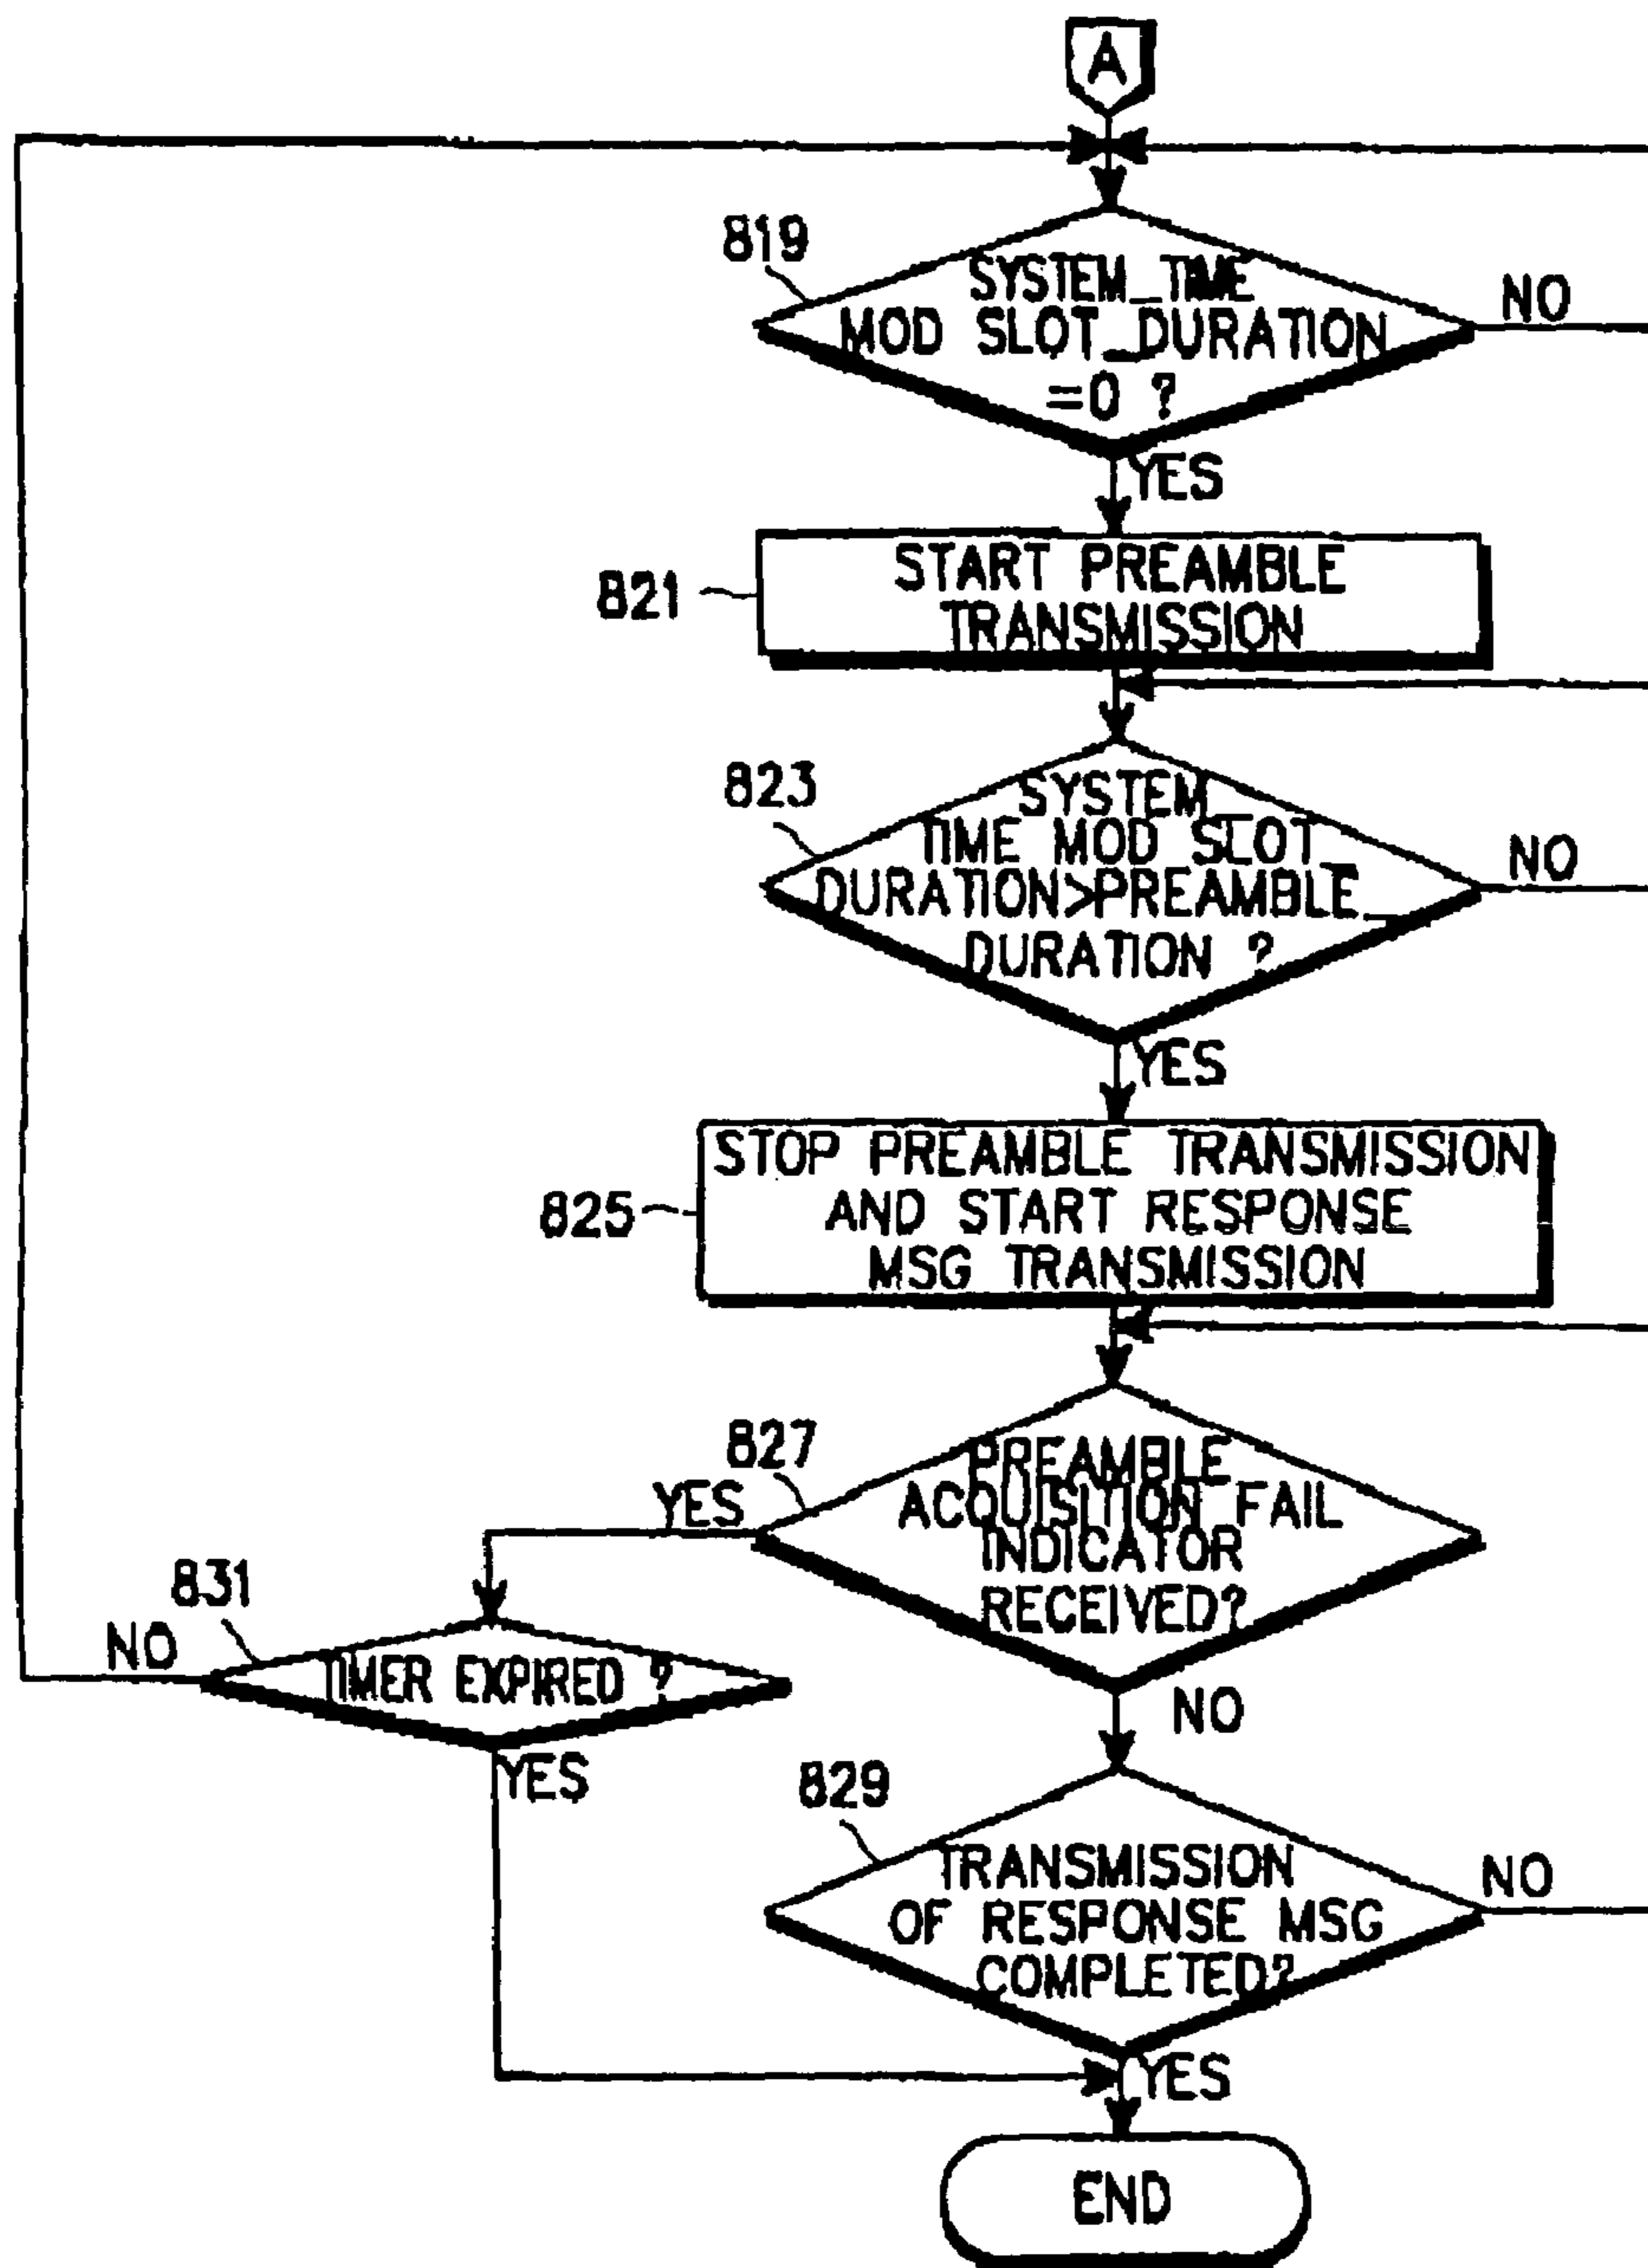 A
819
SYSTEM_TIME
MOD SLOT_DURATION
=0 ?
NO
YES
821
START PREAMBLE
TRANSMISSION
823
SYSTEM_
TIME MOD SLOT_
DURATION>PREAMBLE_
DURATION ?
NO
YES
825
STOP PREAMBLE TRANSMISSION
AND START RESPONSE
MSG TRANSMISSION
827
PREAMBLE
ACQUISITION FAIL
INDICATOR
RECEIVED?
YES
NO
831
TIMER EXPIRED ?
NO
YES
829
TRANSMISSION
OF RESPONSE MSG
COMPLETED?
NO
YES
END